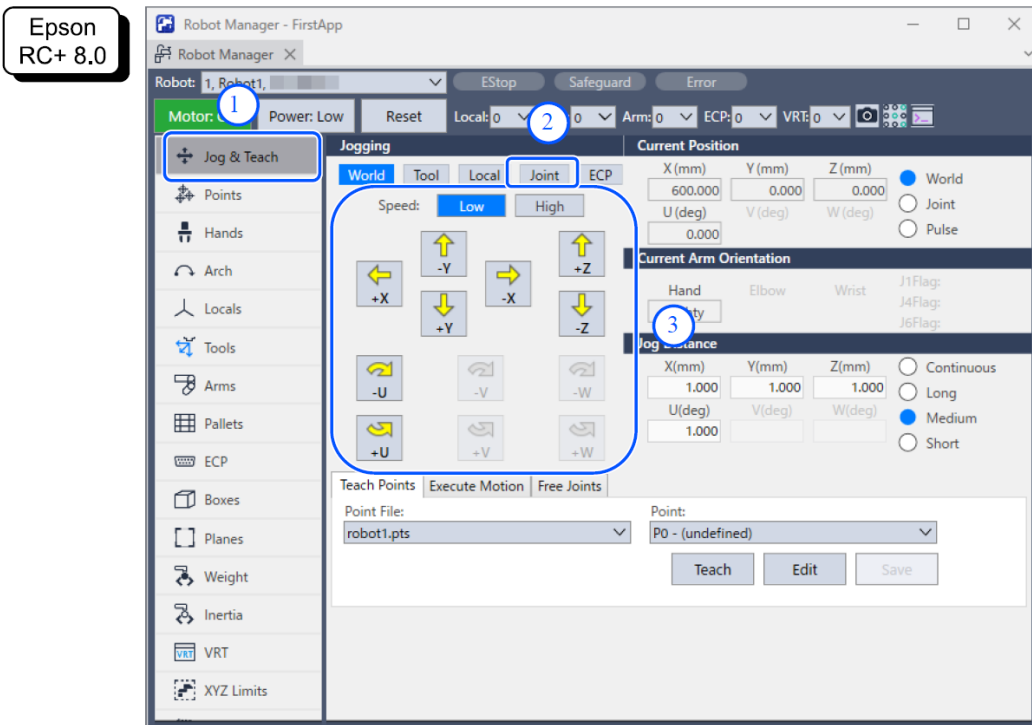 Epson
RC+ 8.0
Robot Manager - FirstApp
Robot Manager
Robot: 1, Robot1,
EStop Safeguard Error
Motor: Power: Low Reset Local: 0 0 Arm: 0 ECP: 0 VRT: 0
1
2
3
Jog & Teach
Points
Hands
Arch
Locals
Tools
Arms
Pallets
ECP
Boxes
Planes
Weight
Inertia
VRT
VRT
XYZ Limits
Jogging
World Tool Local Joint ECP
Speed: Low High
-Y +Z
+X -X
+Y -Z
-U -V -W
+U +V +W
Current Position
X (mm) Y (mm) Z (mm)
600.000 0.000 0.000
U (deg) V (deg) W (deg)
0.000
World
Joint
Pulse
Current Arm Orientation
Hand Elbow Wrist
J1Flag:
J4Flag:
J6Flag:
Jog Distance
X(mm) Y(mm) Z(mm)
1.000 1.000 1.000
U(deg) V(deg) W(deg)
1.000
Continuous
Long
Medium
Short
Teach Points Execute Motion Free Joints
Point File: Point:
robot1.pts P0 - (undefined)
Teach Edit Save